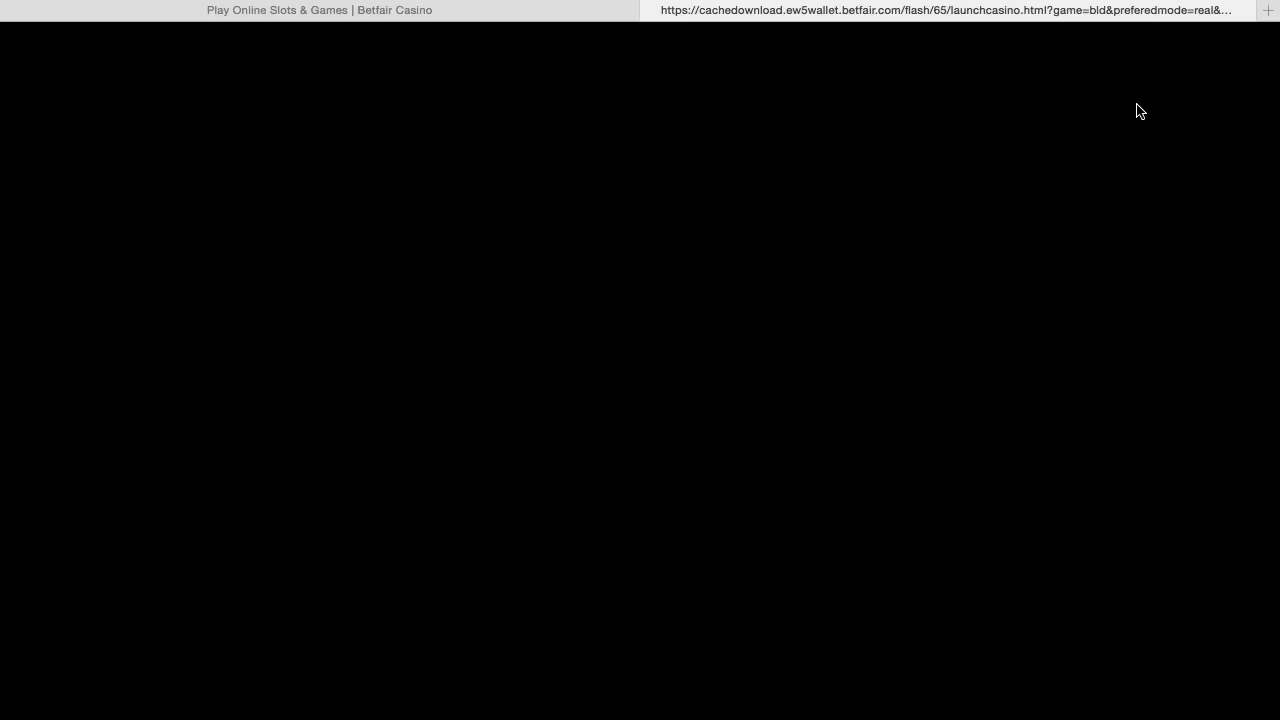 Play Online Slots & Games | Betfair Casino
https://cachedownload.ew5wallet.betfair.com/flash/65/launchcasino.html?game=bld&preferedmode=real&...